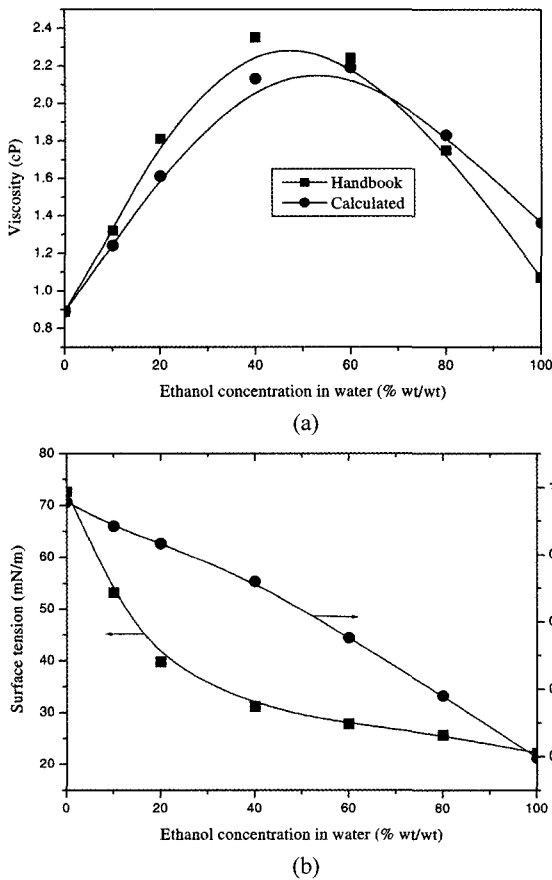 (a)
2.6
2.4
2.2
2.0
1.8
1.6
1.4
1.2
1.0
0.8
Viscosity (cP)
Handbook
Calculated
0 20 40 60 80 100
Ethanol concentration in water (% wt/wt)
(a)
80
70
60
50
40
30
20
Surface tension (mN/m)
0 20 40 60 80 100
Ethanol concentration in water (% wt/wt)
(b)